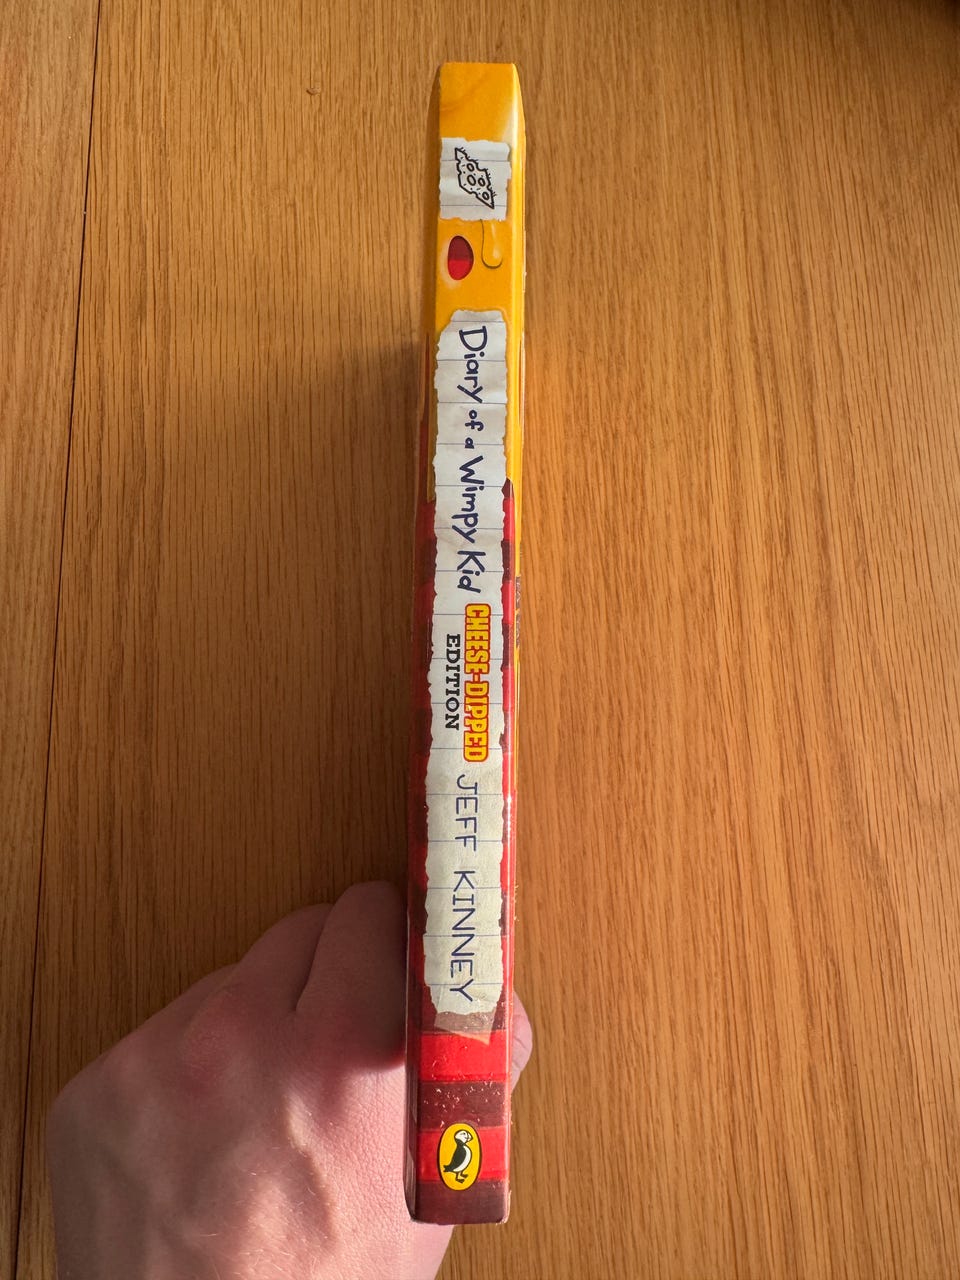 Diary of a Wimpy Kid
CHEESE-DIPPED
EDITION
JEFF KINNEY